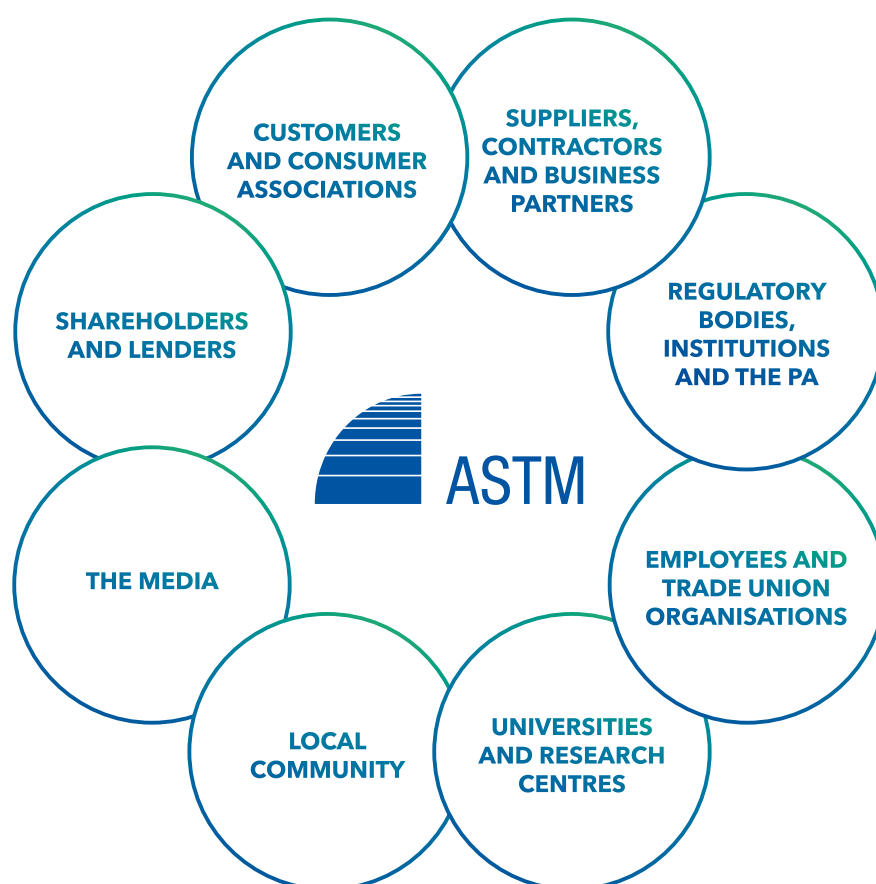 CUSTOMERS
AND CONSUMER
ASSOCIATIONS
SUPPLIERS,
CONTRACTORS
AND BUSINESS
PARTNERS
REGULATORY
BODIES,
INSTITUTIONS
AND THE PA
SHAREHOLDERS
AND LENDERS
ASTM
EMPLOYEES AND
TRADE UNION
ORGANISATIONS
THE MEDIA
UNIVERSITIES
AND RESEARCH
CENTRES
LOCAL
COMMUNITY